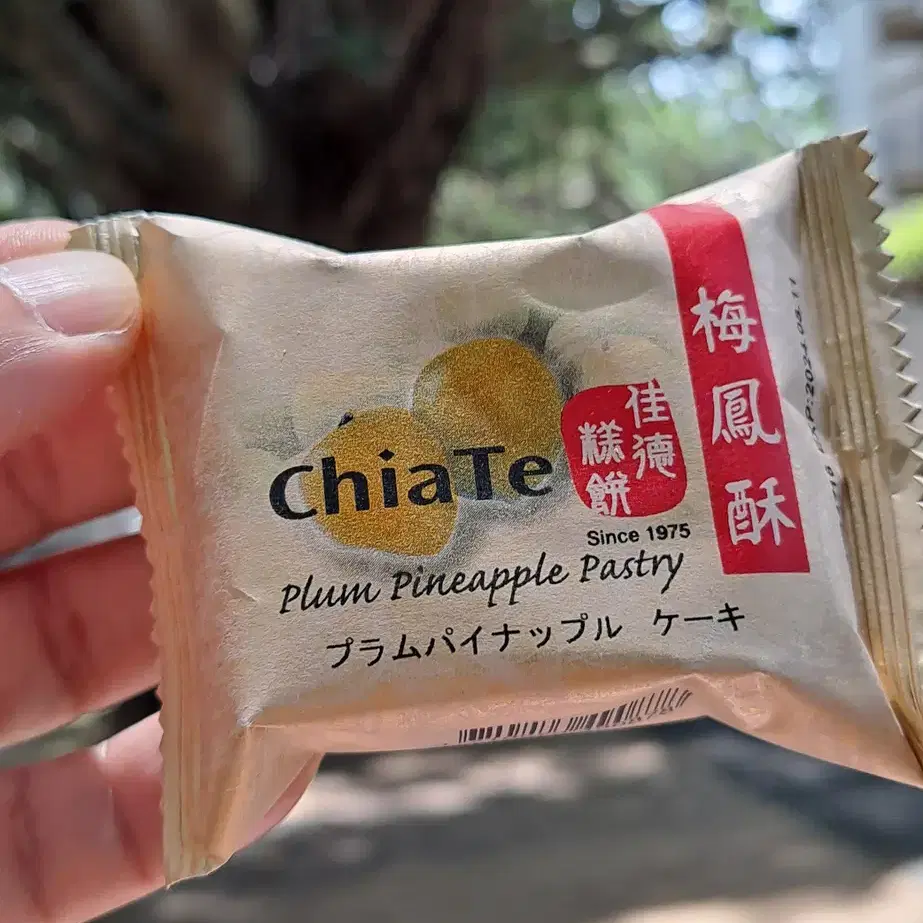 ChiaTe
佳德
糕餅
Since 1975
Plum Pineapple Pastry
プラムパイナップル ケーキ
梅鳳酥